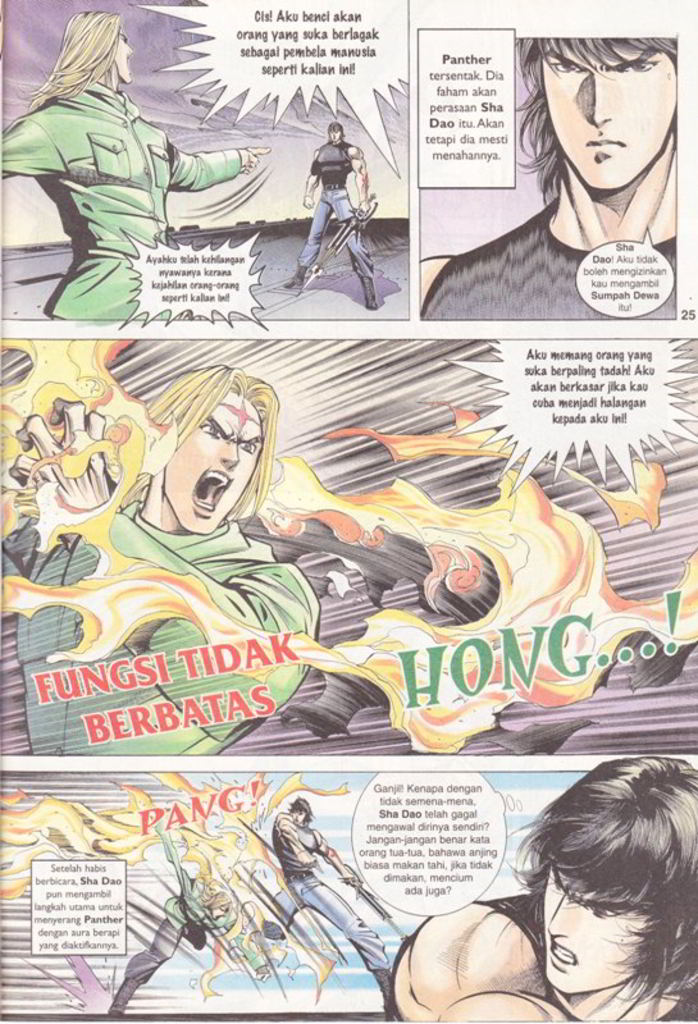 Cis! Aku benci akan
orang yang suka berlagak
sebagai pembela manusia
seperti kalian ini!
Ayahku telah kehilangan
nyawanya kerana
kejahilan orang-orang
seperti kalian ini!
Panther
tersentak. Dia
faham akan
perasaan Sha
Dao itu. Akan
tetapi dia mesti
menahannya.
Sha
Dao! Aku tidak
boleh mengizinkan
kau mengambil
Sumpah Dewa
itu!
25
Aku memang orang yang
suka berpaling tadah! Aku
akan berkasar jika kau
cuba menjadi halangan
kepada aku ini!
FUNGSI TIDAK
BERBATAS
HONG....!
PANG!
Setelah habis
berbicara, Sha Dao
pun mengambil
langkah utama untuk
menyerang Panther
dengan aura berapi
yang diaktifkannya.
Ganjil! Kenapa dengan
tidak semena-mena,
Sha Dao telah gagal
mengawal dirinya sendiri?
Jangan-jangan benar kata
orang tua-tua, bahawa anjing
biasa makan tahi, jika tidak
dimakan, mencium
ada juga?